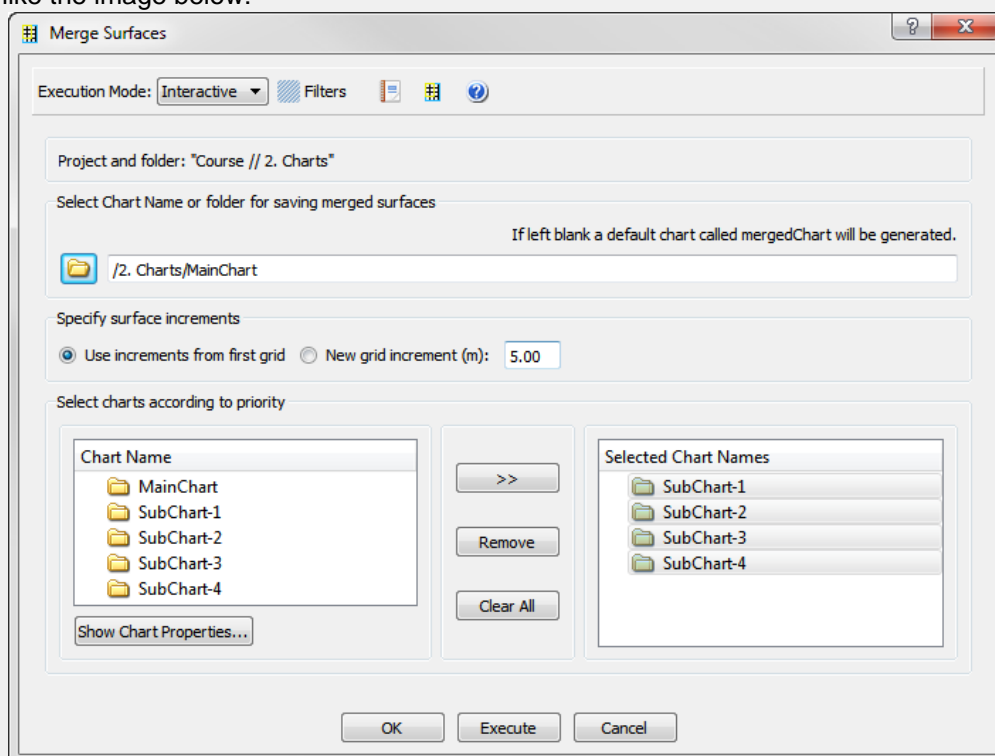 like the image below:
Merge Surfaces
Execution Mode: Interactive Filters
Project and folder: "Course // 2. Charts"
Select Chart Name or folder for saving merged surfaces
If left blank a default chart called mergedChart will be generated.
/2. Charts/MainChart
Specify surface increments
Use increments from first grid New grid increment (m): 5.00
Select charts according to priority
Chart Name
MainChart
SubChart-1
SubChart-2
SubChart-3
SubChart-4
Show Chart Properties...
>>
Remove
Clear All
Selected Chart Names
SubChart-1
SubChart-2
SubChart-3
SubChart-4
OK Execute Cancel